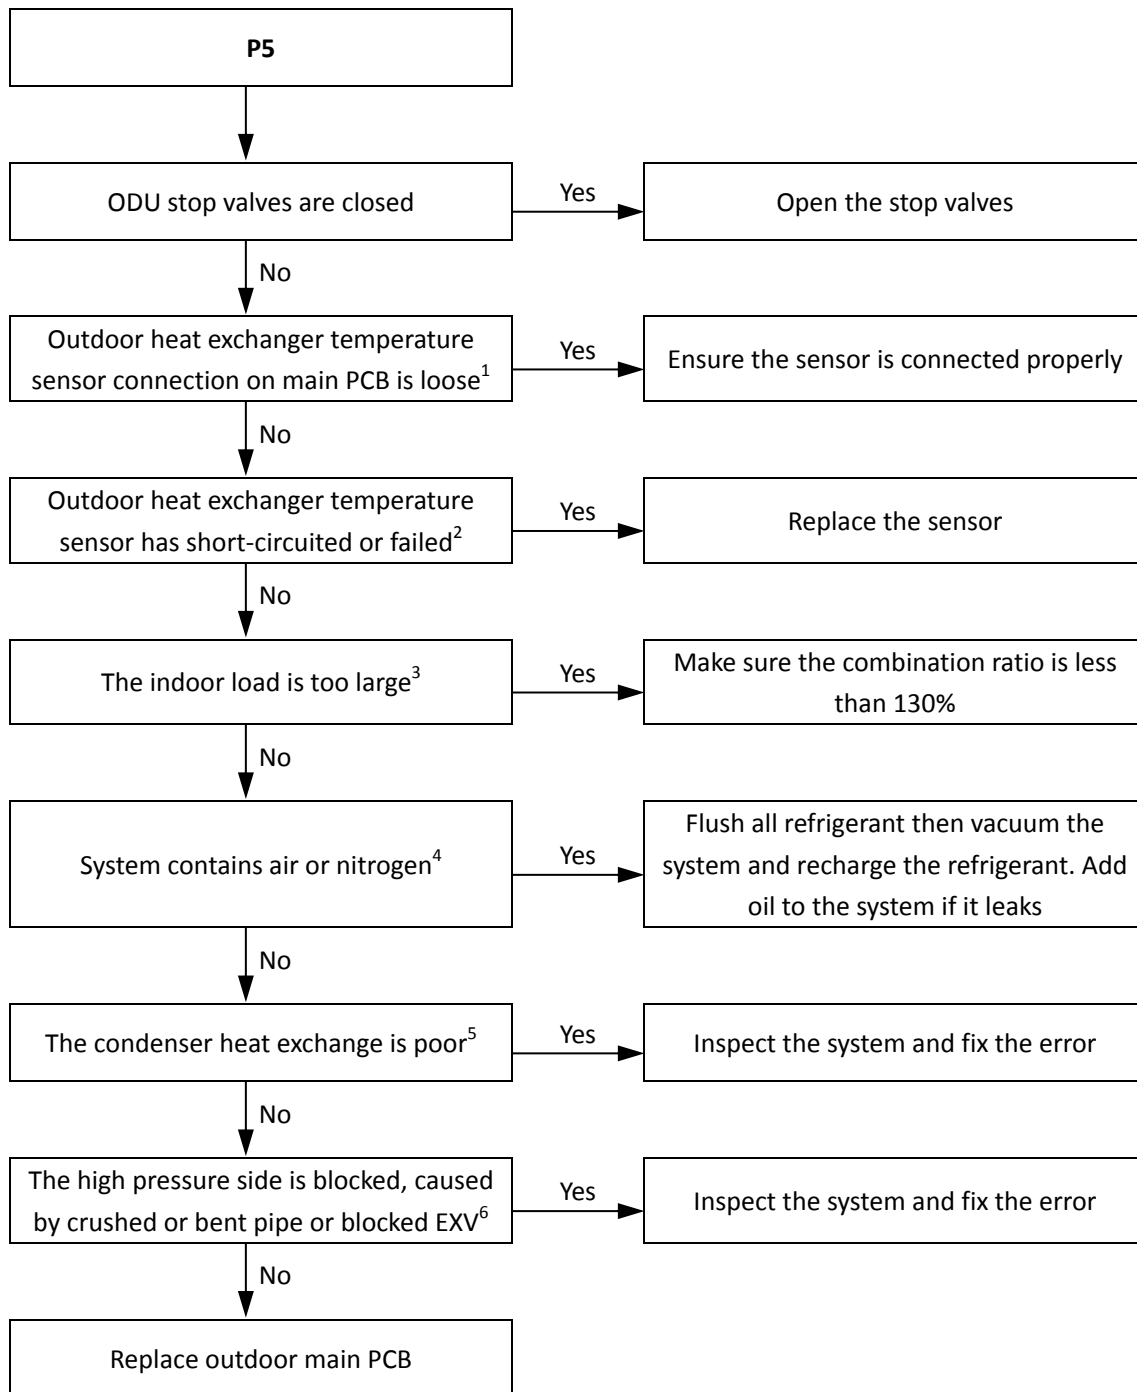 P5
ODU stop valves are closed
Yes
Open the stop valves
No
Outdoor heat exchanger temperature
sensor connection on main PCB is loose1
Yes
Ensure the sensor is connected properly
No
Outdoor heat exchanger temperature
sensor has short-circuited or failed2
Yes
Replace the sensor
No
The indoor load is too large3
Yes
Make sure the combination ratio is less
than 130%
No
System contains air or nitrogen4
Yes
Flush all refrigerant then vacuum the
system and recharge the refrigerant. Add
oil to the system if it leaks
No
The condenser heat exchange is poor5
Yes
Inspect the system and fix the error
No
The high pressure side is blocked, caused
by crushed or bent pipe or blocked EXV6
Yes
Inspect the system and fix the error
No
Replace outdoor main PCB